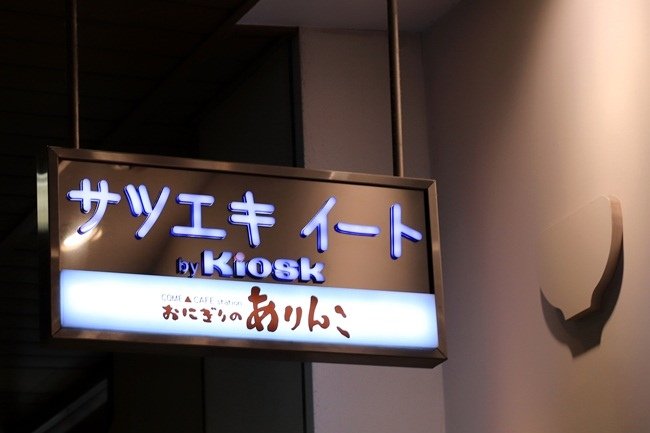 サツエキ イート
by Kiosk
COME▲CAFE station
おにぎりのありんこ